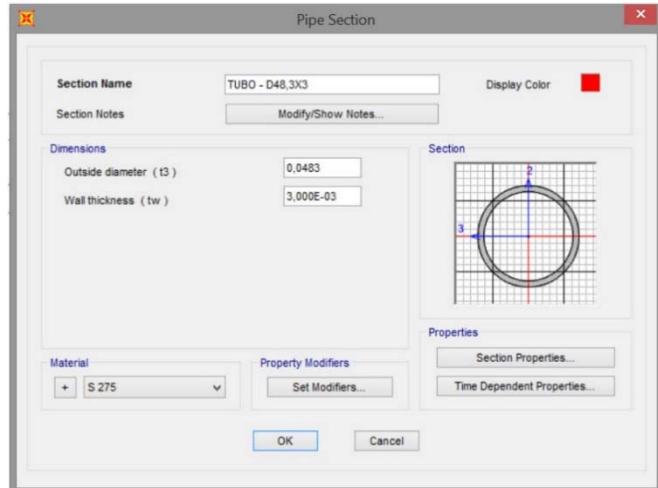 Pipe Section
Section Name TUBO - D48,3X3 Display Color
Section Notes Modify/Show Notes...
Dimensions
Outside diameter ( t3 ) 0,0483
Wall thickness ( tw ) 3,000E-03
Section
2
3
Properties
Section Properties...
Time Dependent Properties...
Material
+ S 275
Property Modifiers
Set Modifiers...
OK Cancel